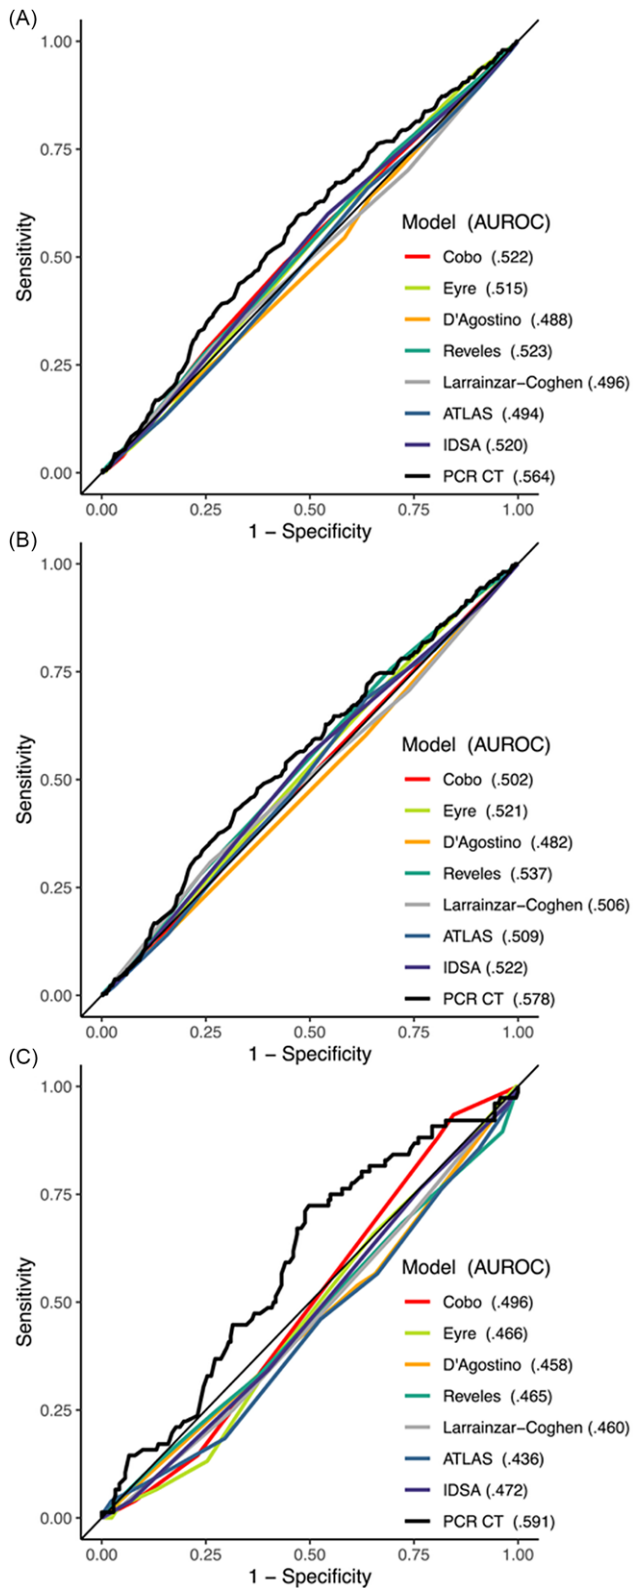 (A)
1.00
0.75
0.50
0.25
0.00
Sensitivity
Model (AUROC)
Cobo (.522)
Eyre (.515)
D'Agostino (.488)
Reveles (.523)
Larrainzar−Coghen (.496)
ATLAS (.494)
IDSA (.520)
PCR CT (.564)
0.00 0.25 0.50 0.75 1.00
1 − Specificity
(B)
1.00
0.75
0.50
0.25
0.00
Sensitivity
Model (AUROC)
Cobo (.502)
Eyre (.521)
D'Agostino (.482)
Reveles (.537)
Larrainzar−Coghen (.506)
ATLAS (.509)
IDSA (.522)
PCR CT (.578)
0.00 0.25 0.50 0.75 1.00
1 − Specificity
(C)
1.00
0.75
0.50
0.25
0.00
Sensitivity
Model (AUROC)
Cobo (.496)
Eyre (.466)
D'Agostino (.458)
Reveles (.465)
Larrainzar−Coghen (.460)
ATLAS (.436)
IDSA (.472)
PCR CT (.591)
0.00 0.25 0.50 0.75 1.00
1 − Specificity